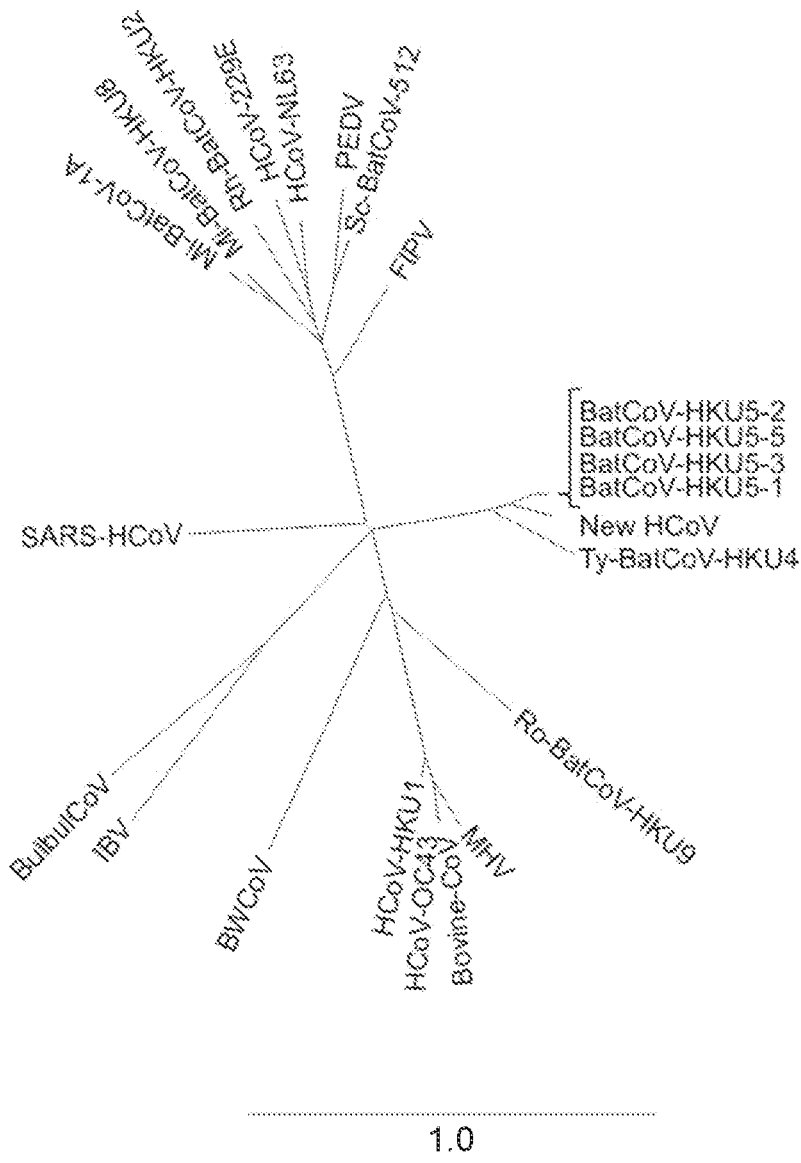 Mi-BatCoV-1A
Mi-BatCoV-HKU8
Rh-BatCoV-HKU2
HCoV-229E
HCoV-NL63
PEDV
Sc-BatCoV-512
FIPV
BatCoV-HKU5-2
BatCoV-HKU5-5
BatCoV-HKU5-3
BatCoV-HKU5-1
New HCoV
Ty-BatCoV-HKU4
SARS-HCoV
Ro-BatCoV-HKU9
MHV
Bovine-CoV
HCoV-OC43
HCoV-HKU1
BWCoV
IBV
BulbulCoV
1.0